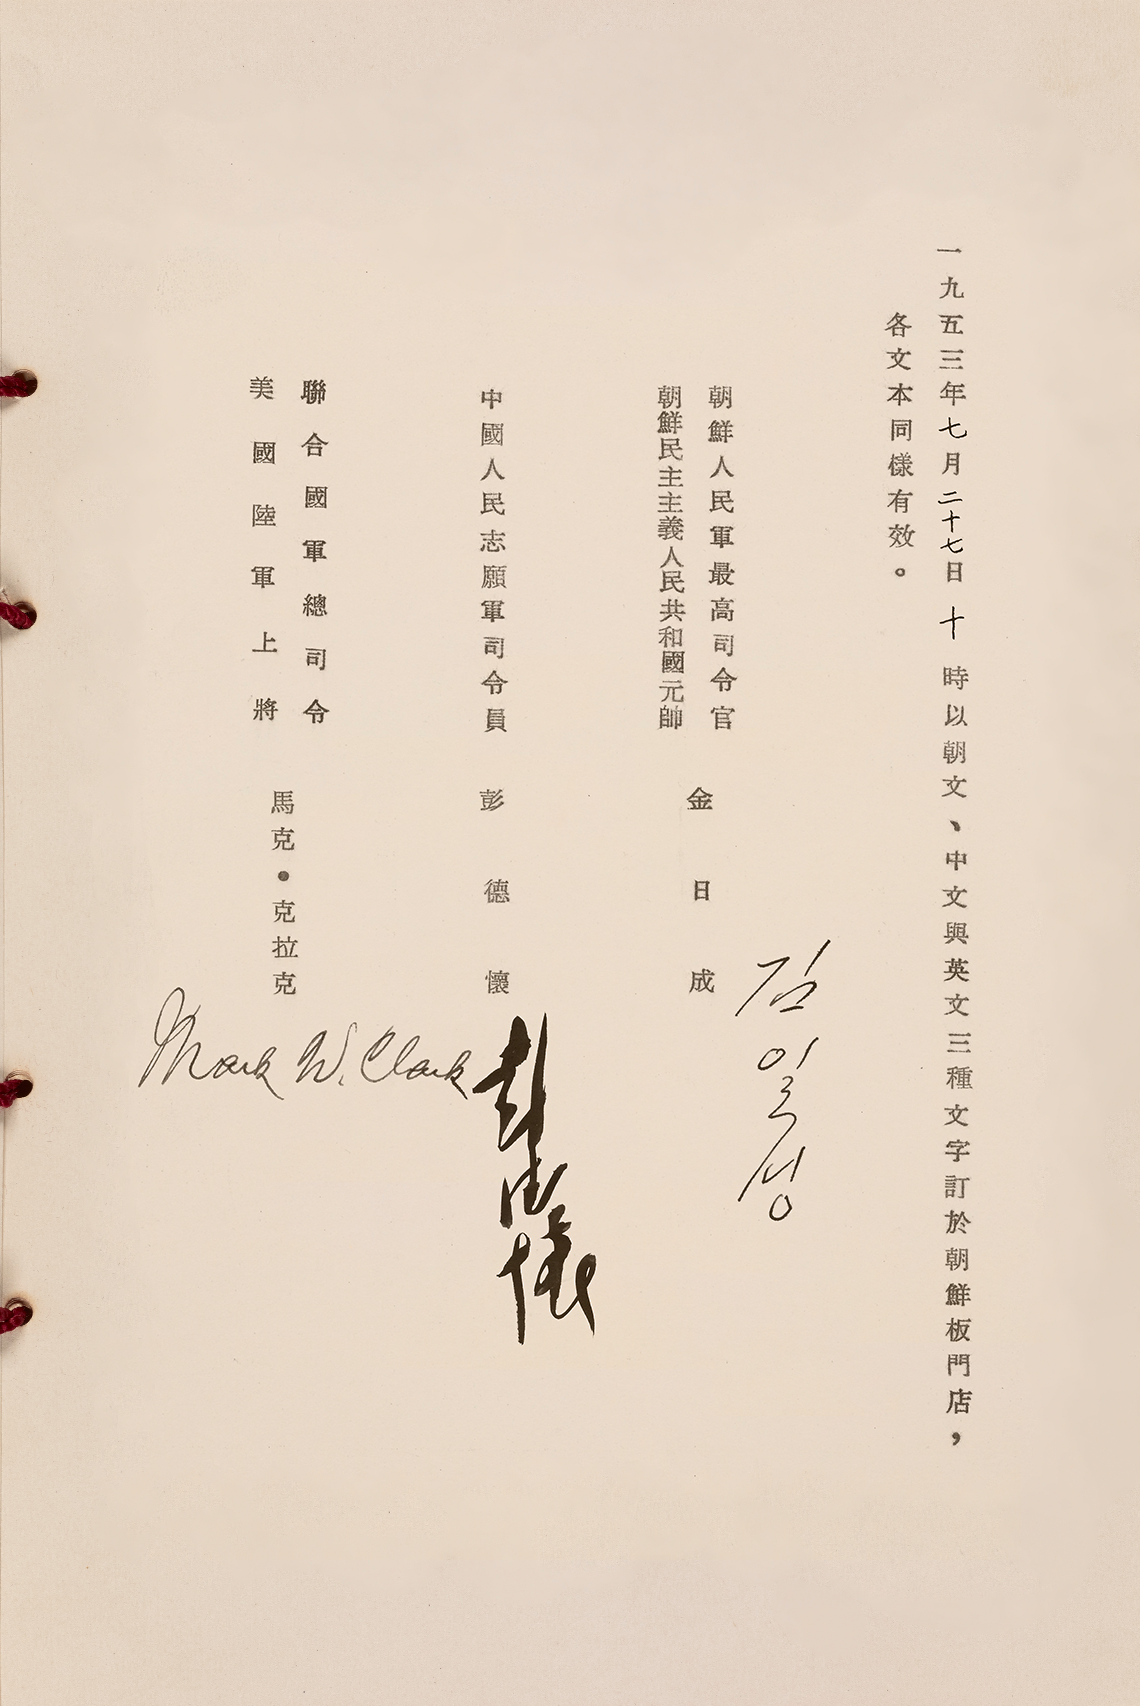 一九五三年七月二十七日十時以朝文、中文與英文三種文字訂於朝鮮板門店，
各文本同樣有效。
朝鮮人民軍最高司令官
朝鮮民主主義人民共和國元帥
金日成
김일성
中國人民志願軍司令員
彭德懷
彭德懷
聯合國軍總司令
美國陸軍上將
馬克•克拉克
Mark W. Clark